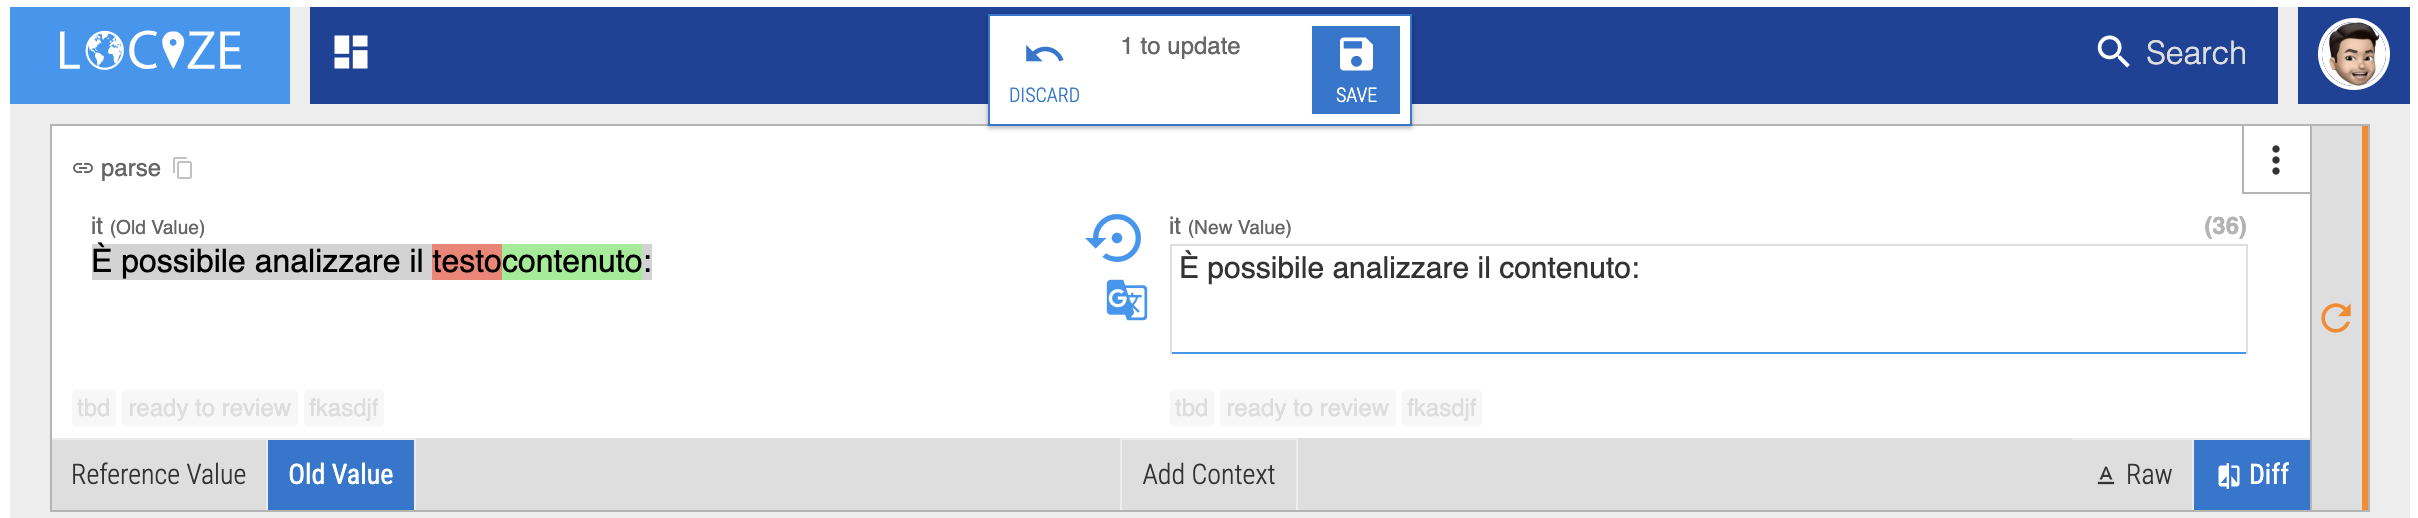 LOCIZE
DISCARD
1 to update
SAVE
Search
parse
it (Old Value)
È possibile analizzare il testocontenuto:
it (New Value)
(36)
È possibile analizzare il contenuto:
tbd ready to review fkasdjf
tbd ready to review fkasdjf
Reference Value Old Value Add Context Raw Diff